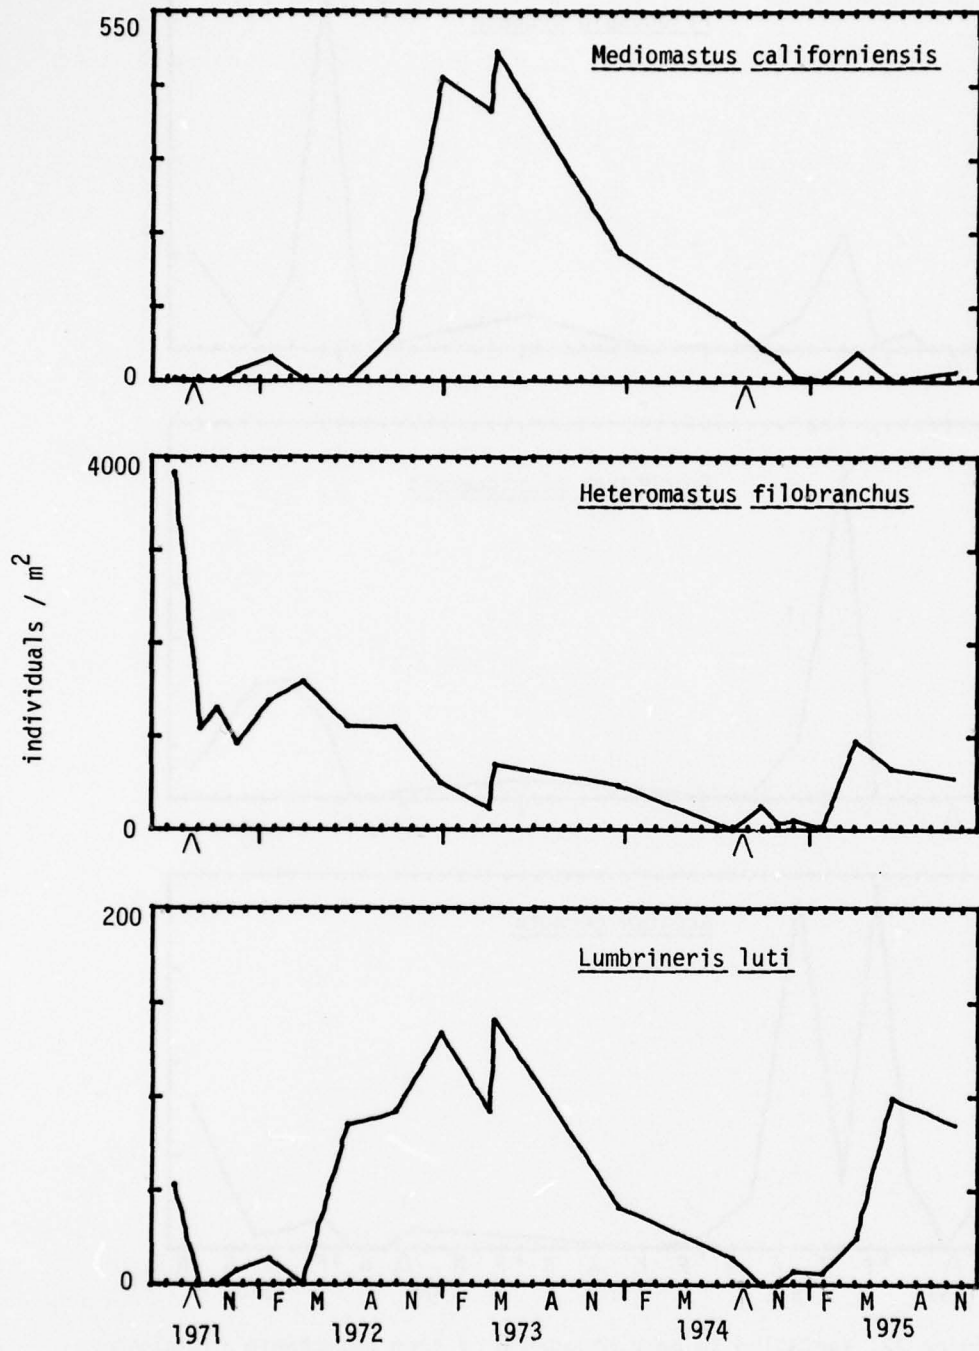 550
Mediomastus californiensis
0
Λ Λ
4000
Heteromastus filobranchus
individuals / m²
0
Λ Λ
200
Lumbrineris luti
0
Λ N F M A N F M A N F M Λ N F M A N
1971 1972 1973 1974 1975